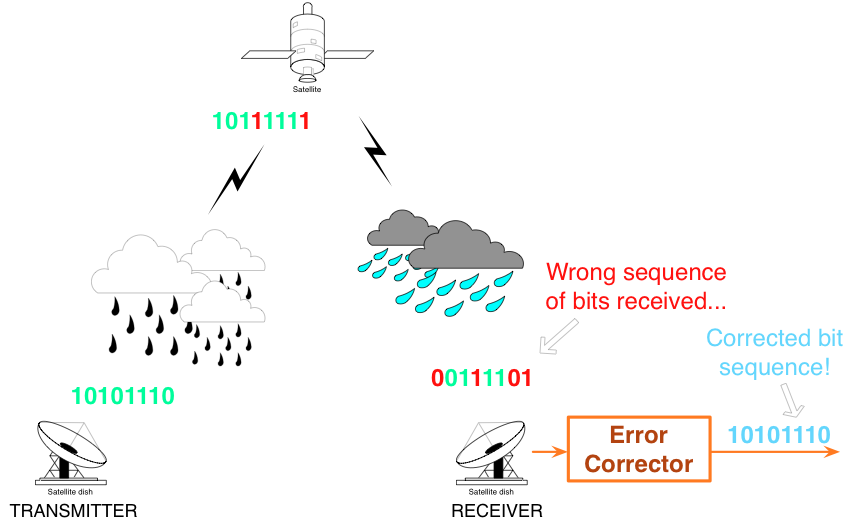 Satellite
10111111
Wrong sequence
of bits received...
Corrected bit
sequence!
00111101
10101110
10101110
Error
Corrector
Satellite dish
Satellite dish
TRANSMITTER
RECEIVER